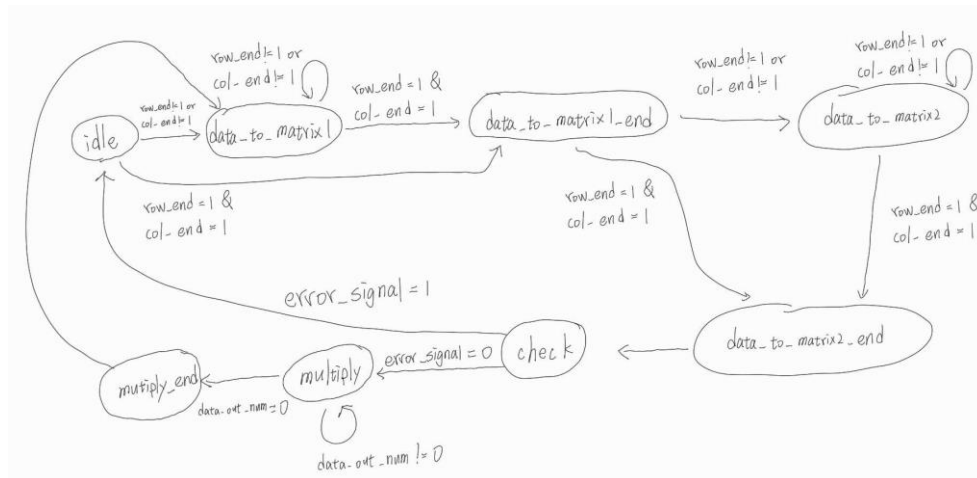 row_end!=1 or
col_end!=1
row_end!=1 or
col_end!=1
row_end=1 &
col_end=1
row_end!=1 or
col_end!=1
row_end!=1 or
col_end!=1
idle
data_to_matrix1
data_to_matrix1_end
data_to_matrix2
row_end=1 &
col_end=1
row_end=1 &
col_end=1
row_end=1 &
col_end=1
error_signal=1
error_signal=0
check
data_to_matrix2_end
mutiply_end
multiply
data_out_num=0
data_out_num!=0